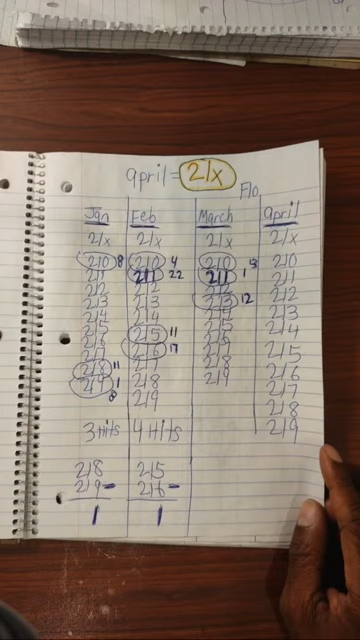 april = 21x
Flo
Jan Feb March april
21x 21x 21x 21x
210 8 210 4 210 210
211 211 22 211 1 211
212 212 212 212
213 213 213 12 213
214 214 214 214
215 215 11 215 215
216 216 17 216 216
217 217 217 217
218 11 218 218 218
219 1 219 219 219
8
3 Hits 4 Hits
218 215
219- 216-
1 1